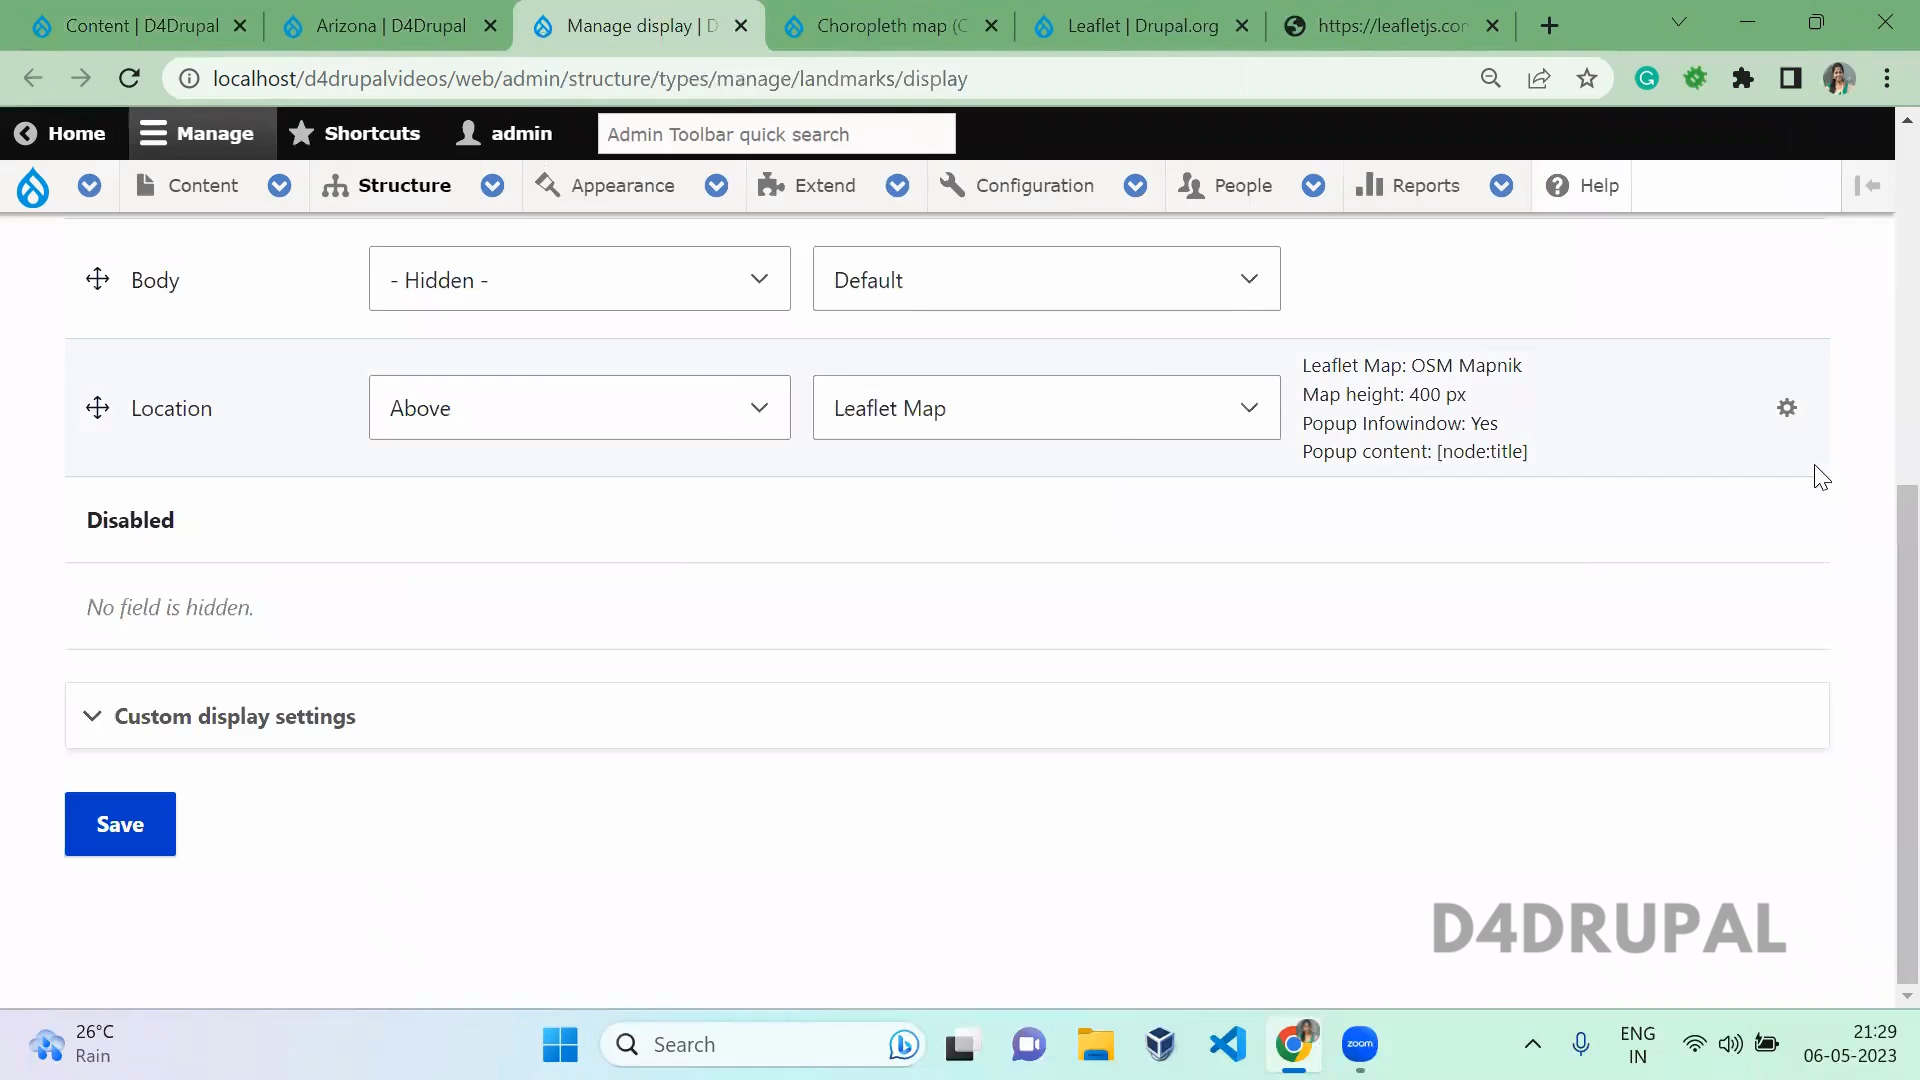 Content | D4Drupal
Arizona | D4Drupal
Manage display | D
Choropleth map (C
Leaflet | Drupal.org
https://leafletjs.cor
localhost/d4drupalvideos/web/admin/structure/types/manage/landmarks/display
Home
Manage
Shortcuts
admin
Admin Toolbar quick search
Content
Structure
Appearance
Extend
Configuration
People
Reports
Help
Body
- Hidden -
Default
Location
Above
Leaflet Map
Leaflet Map: OSM Mapnik
Map height: 400 px
Popup Infowindow: Yes
Popup content: [node:title]
Disabled
No field is hidden.
Custom display settings
Save
D4DRUPAL
26°C
Rain
Search
zoom
ENG
IN
21:29
06-05-2023